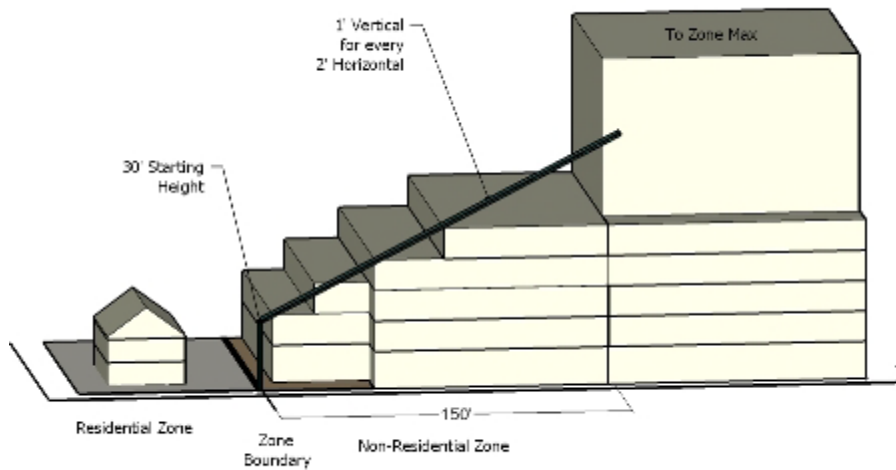 1' Vertical
for every
2' Horizontal
To Zone Max
30' Starting
Height
150'
Residential Zone
Zone
Boundary
Non-Residential Zone